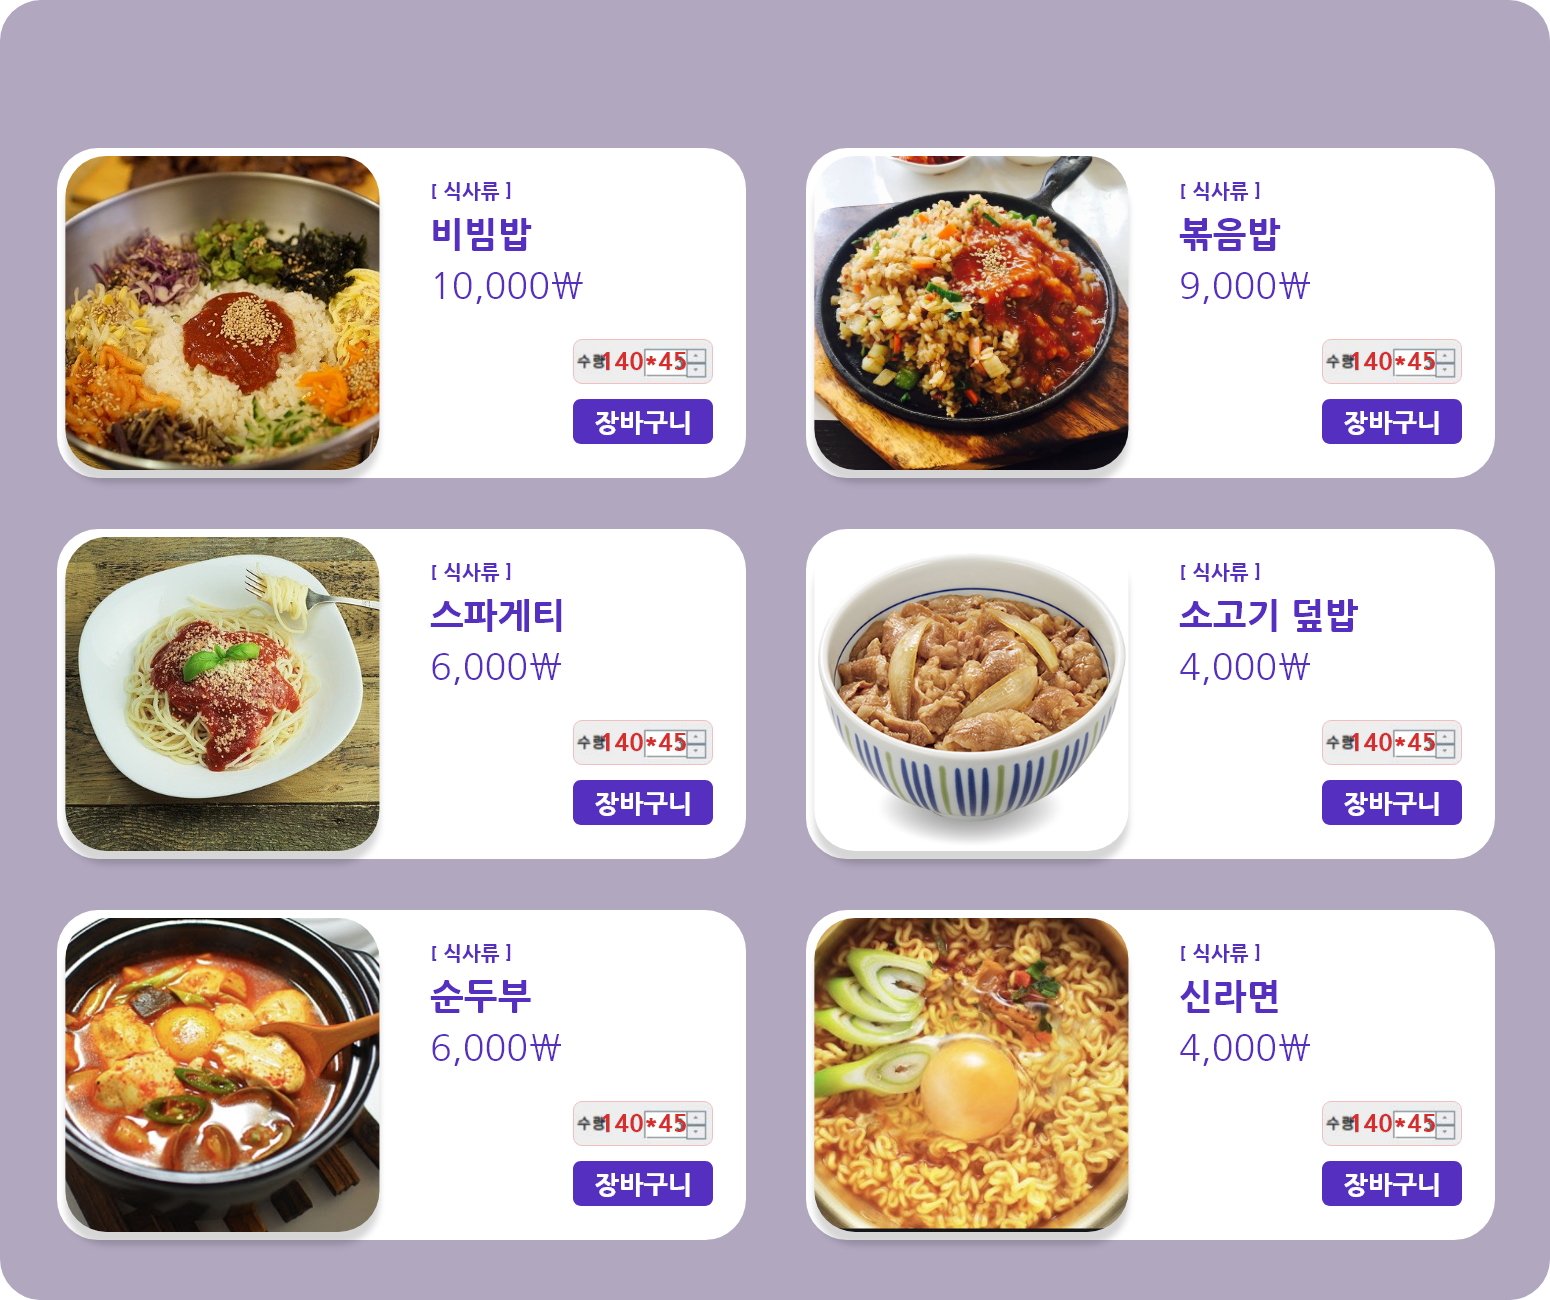 [ 식사류 ]
비빔밥
10,000₩
수량 140*45
장바구니
[ 식사류 ]
볶음밥
9,000₩
수량 140*45
장바구니
[ 식사류 ]
스파게티
6,000₩
수량 140*45
장바구니
[ 식사류 ]
소고기 덮밥
4,000₩
수량 140*45
장바구니
[ 식사류 ]
순두부
6,000₩
수량 140*45
장바구니
[ 식사류 ]
신라면
4,000₩
수량 140*45
장바구니